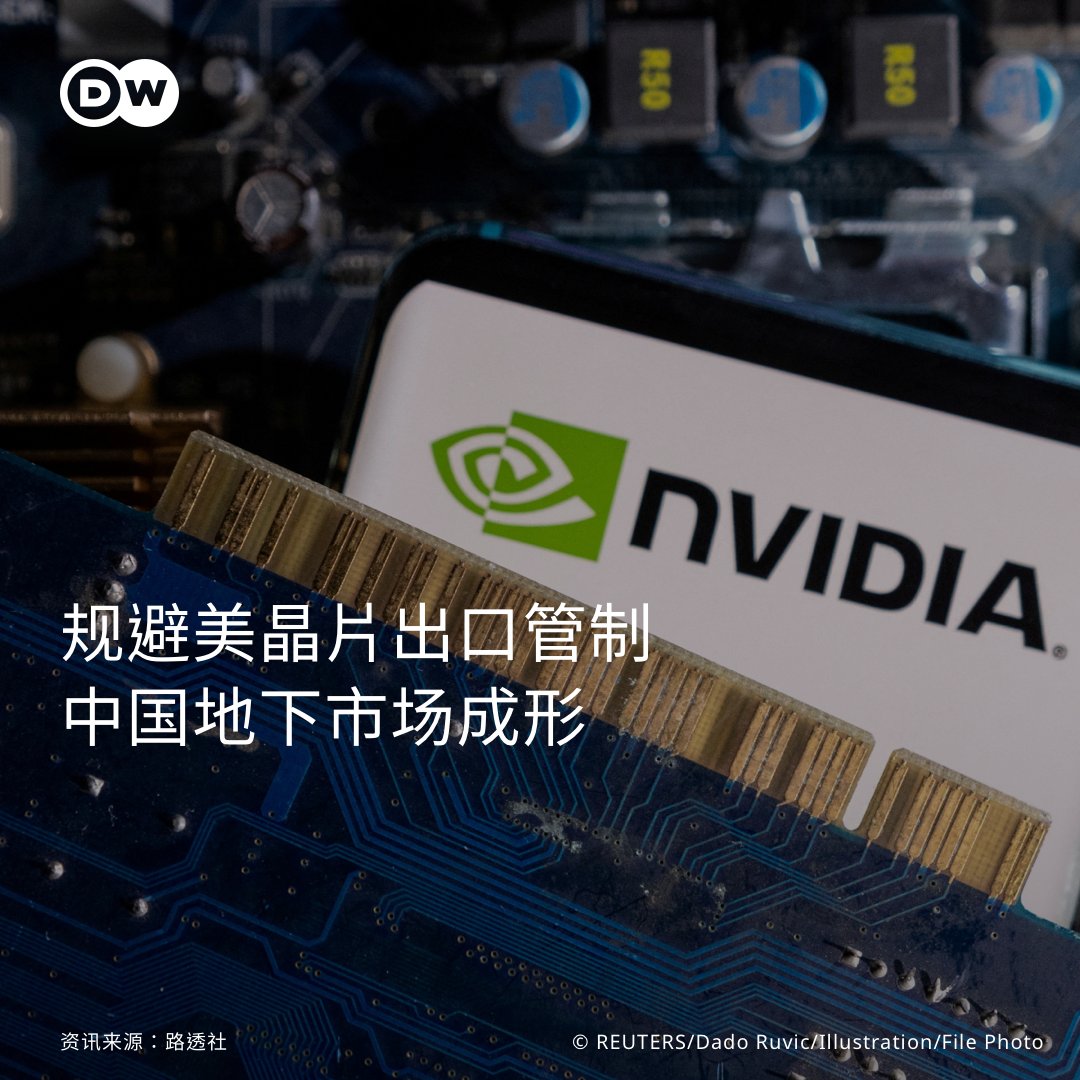 DW
R50
R50
NVIDIA®
规避美晶片出口管制
中国地下市场成形
资讯来源：路透社
© REUTERS/Dado Ruvic/Illustration/File Photo